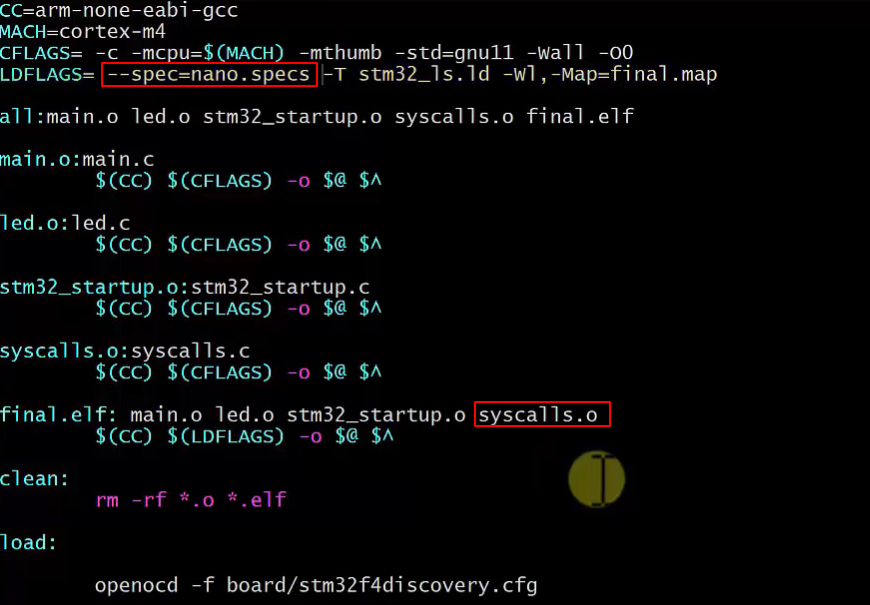 CC=arm-none-eabi-gcc
MACH=cortex-m4
CFLAGS= -c -mcpu=$(MACH) -mthumb -std=gnu11 -Wall -O0
LDFLAGS= --spec=nano.specs -T stm32_ls.ld -Wl,-Map=final.map
all:main.o led.o stm32_startup.o syscalls.o final.elf
main.o:main.c
$(CC) $(CFLAGS) -o $@ $^
led.o:led.c
$(CC) $(CFLAGS) -o $@ $^
stm32_startup.o:stm32_startup.c
$(CC) $(CFLAGS) -o $@ $^
syscalls.o:syscalls.c
$(CC) $(CFLAGS) -o $@ $^
final.elf: main.o led.o stm32_startup.o syscalls.o
$(CC) $(LDFLAGS) -o $@ $^
clean:
rm -rf *.o *.elf
load:
openocd -f board/stm32f4discovery.cfg